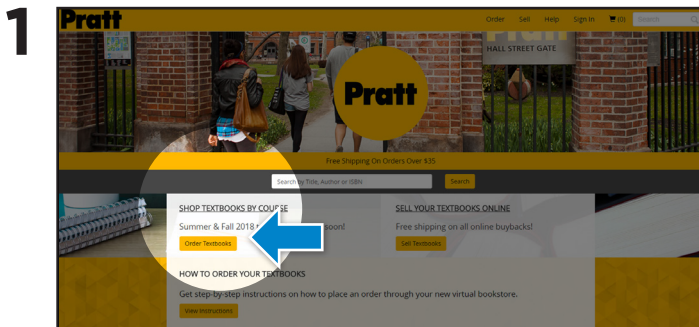 1
Pratt
Order Sell Help Sign In (0) Search
HALL STREET GATE
Pratt
Free Shipping On Orders Over $35
Search by Title, Author or ISBN Search
SHOP TEXTBOOKS BY COURSE
SELL YOUR TEXTBOOKS ONLINE
Summer & Fall 2018 soon!
Free shipping on all online buybacks!
Order Textbooks
Sell Textbooks
HOW TO ORDER YOUR TEXTBOOKS
Get step-by-step instructions on how to place an order through your new virtual bookstore.
View Instructions